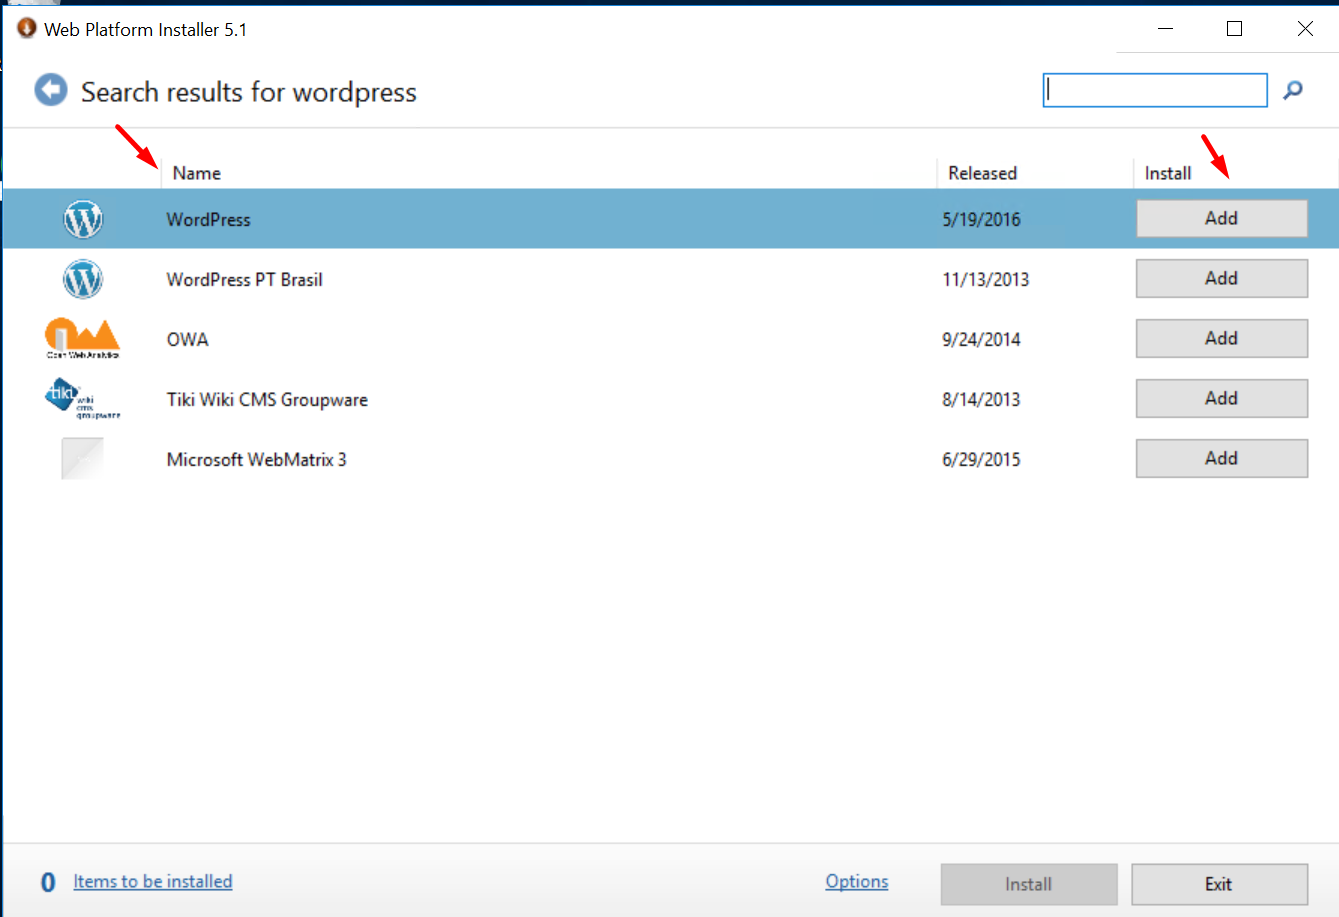 Web Platform Installer 5.1
Search results for wordpress
Name Released Install
WordPress 5/19/2016 Add
WordPress PT Brasil 11/13/2013 Add
Open Web Analytics
OWA 9/24/2014 Add
tiki wiki cms groupware
Tiki Wiki CMS Groupware 8/14/2013 Add
Microsoft WebMatrix 3 6/29/2015 Add
0 Items to be installed Options Install Exit